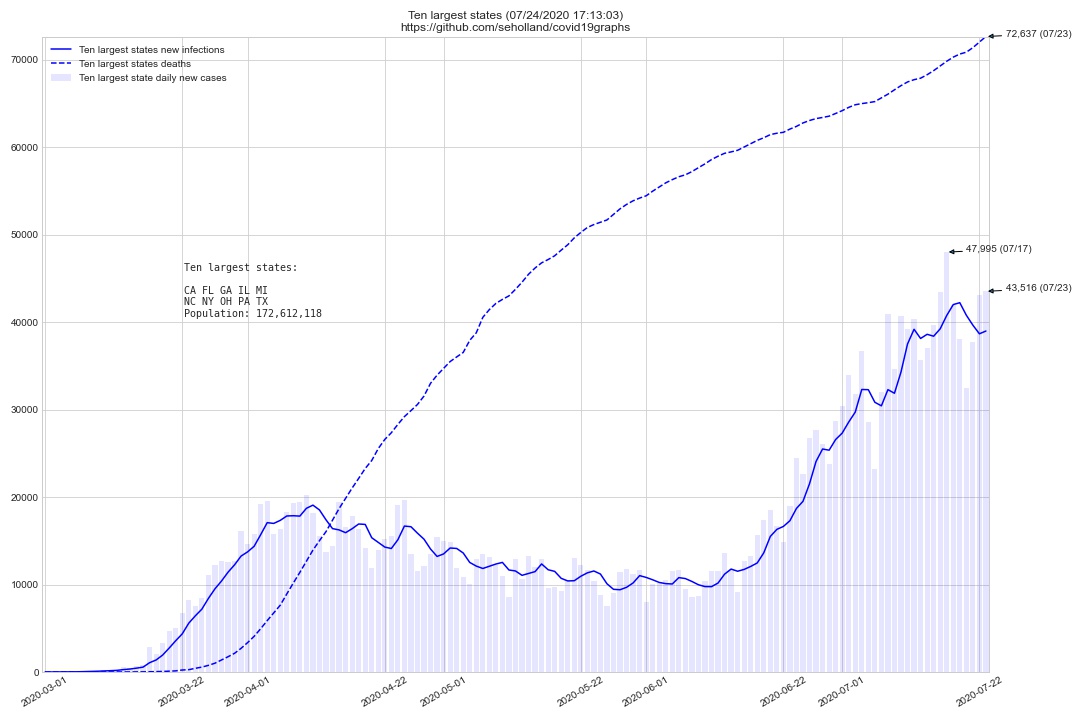 Ten largest states (07/24/2020 17:13:03)
https://github.com/seholland/covid19graphs
Ten largest states new infections
Ten largest states deaths
Ten largest state daily new cases
72,637 (07/23)
70000
60000
50000
47,995 (07/17)
Ten largest states:
CA FL GA IL MI
NC NY OH PA TX
Population: 172,612,118
43,516 (07/23)
40000
30000
20000
10000
0
2020-03-01
2020-03-22
2020-04-01
2020-04-22
2020-05-01
2020-05-22
2020-06-01
2020-06-22
2020-07-01
2020-07-22